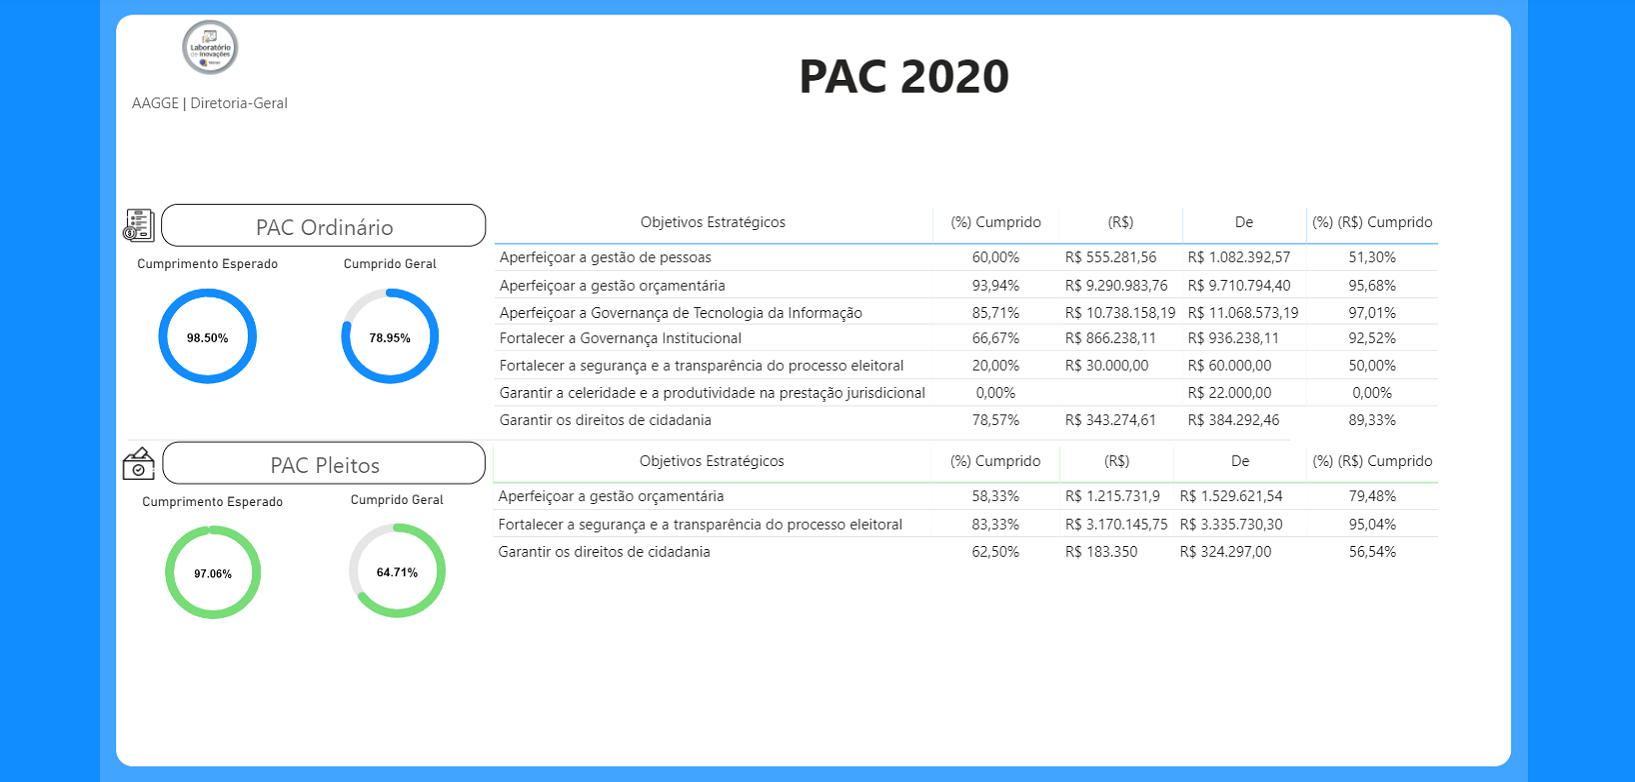 Laboratório
de Inovações
AAGGE | Diretoria-Geral
PAC 2020
PAC Ordinário
Cumprimento Esperado
Cumprido Geral
98.50%
78.95%
Objetivos Estratégicos (%) Cumprido (R$) De (%) (R$) Cumprido
Aperfeiçoar a gestão de pessoas 60,00% R$ 555.281,56 R$ 1.082.392,57 51,30%
Aperfeiçoar a gestão orçamentária 93,94% R$ 9.290.983,76 R$ 9.710.794,40 95,68%
Aperfeiçoar a Governança de Tecnologia da Informação 85,71% R$ 10.738.158,19 R$ 11.068.573,19 97,01%
Fortalecer a Governança Institucional 66,67% R$ 866.238,11 R$ 936.238,11 92,52%
Fortalecer a segurança e a transparência do processo eleitoral 20,00% R$ 30.000,00 R$ 60.000,00 50,00%
Garantir a celeridade e a produtividade na prestação jurisdicional 0,00% R$ 22.000,00 0,00%
Garantir os direitos de cidadania 78,57% R$ 343.274,61 R$ 384.292,46 89,33%
PAC Pleitos
Cumprimento Esperado
Cumprido Geral
97.06%
64.71%
Objetivos Estratégicos (%) Cumprido (R$) De (%) (R$) Cumprido
Aperfeiçoar a gestão orçamentária 58,33% R$ 1.215.731,9 R$ 1.529.621,54 79,48%
Fortalecer a segurança e a transparência do processo eleitoral 83,33% R$ 3.170.145,75 R$ 3.335.730,30 95,04%
Garantir os direitos de cidadania 62,50% R$ 183.350 R$ 324.297,00 56,54%